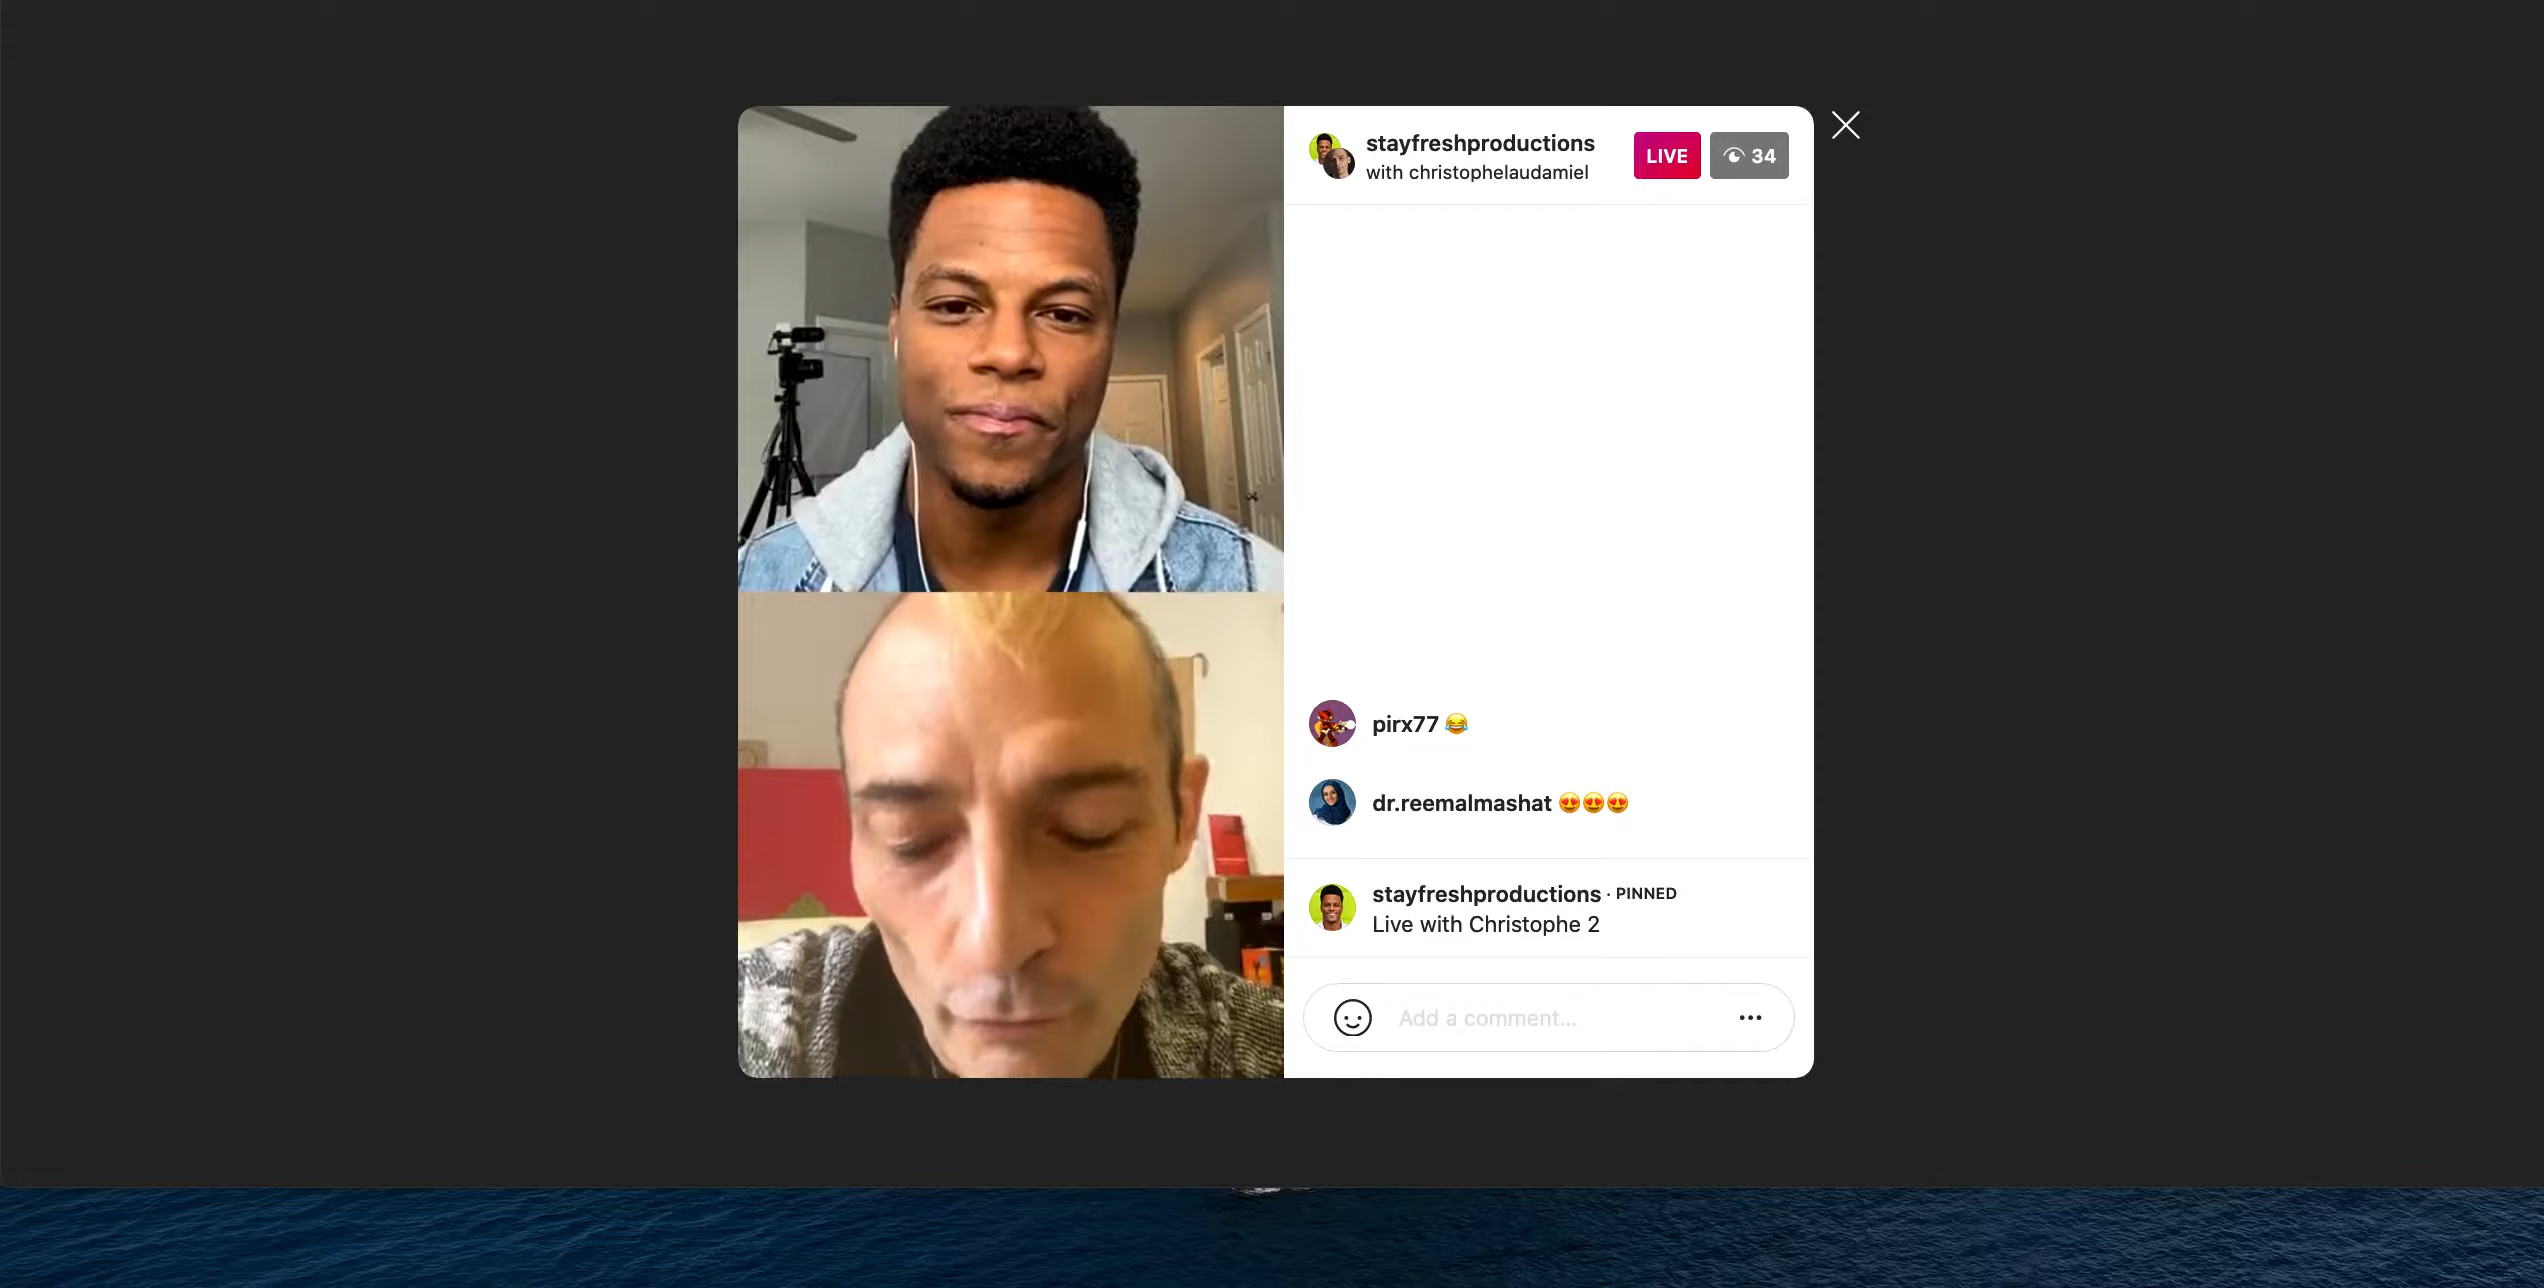 stayfreshproductions
with christophelaudamiel
LIVE
34
pirx77 😂
dr.reemalmashat 😍😍😍
stayfreshproductions · PINNED
Live with Christophe 2
Add a comment...